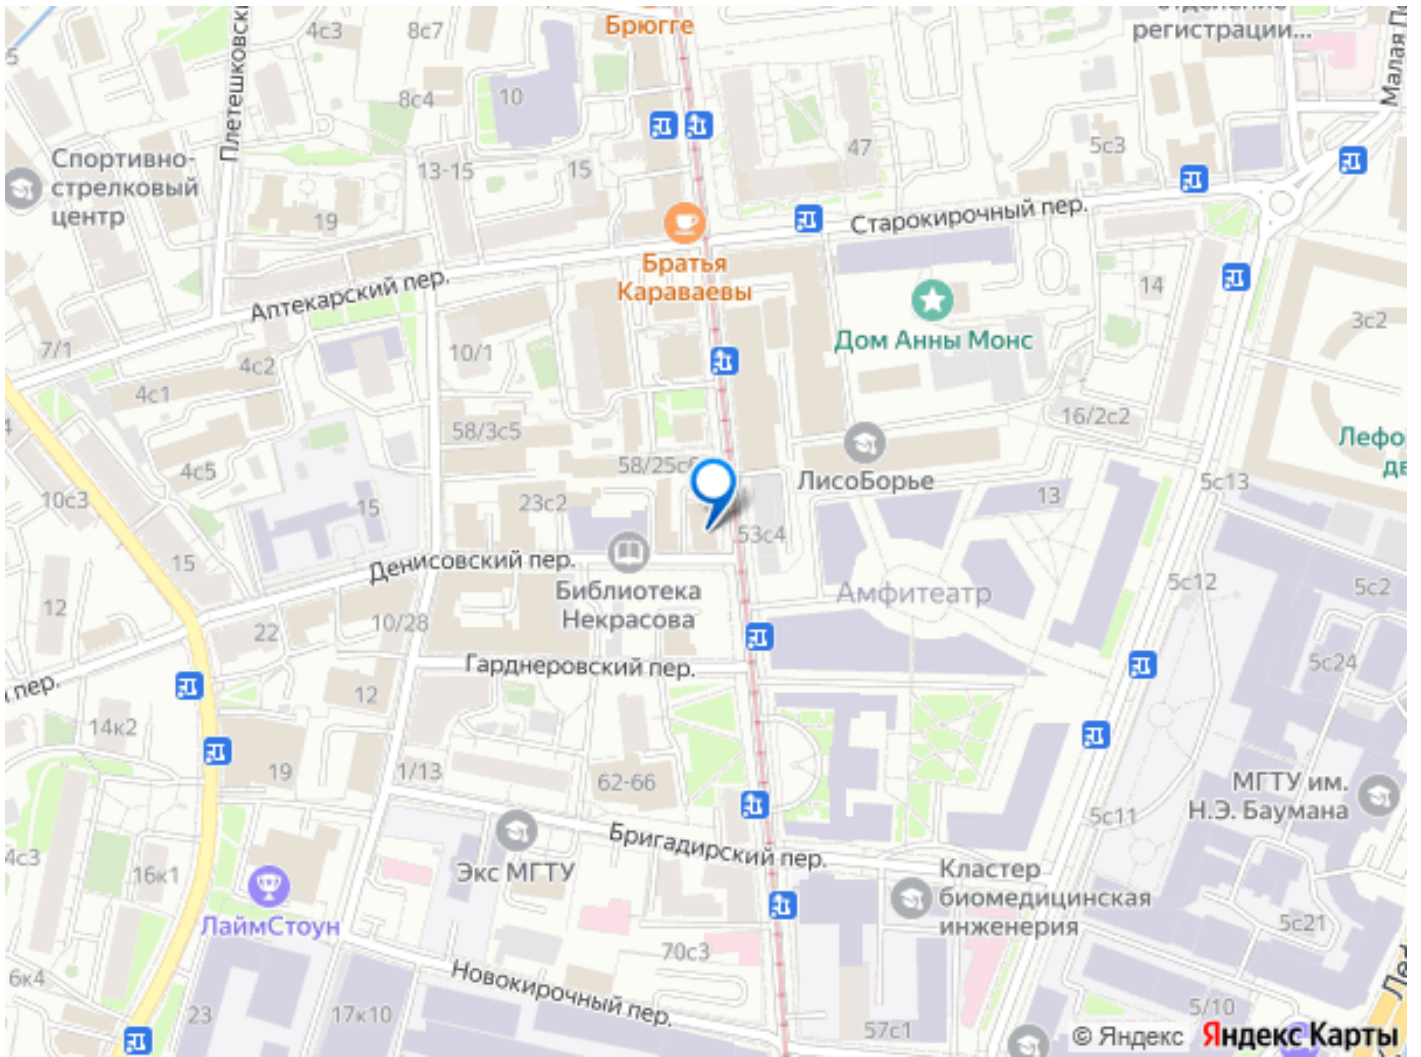 Брюгге
регистрации...
Малая П
Плетешковски
4с3
8с7
8с4
10
5
Спортивно-
стрелковый
центр
13-15
15
47
5с3
19
Старокирочный пер.
Братья
Караваевы
Аптекарский пер.
Дом Анны Монс
14
3с2
7/1
4с2
4с1
10/1
58/3с5
16/2с2
Лефо
дв
4с5
58/25с6
ЛисоБорье
5с13
10с3
15
23с2
53с4
13
15
Денисовский пер.
Библиотека
Некрасова
Амфитеатр
5с12
5с2
12
22
10/28
Гарднеровский пер.
5с24
пер.
12
14к2
19
1/13
62-66
МГТУ им.
Н.Э. Баумана
5с11
Бригадирский пер.
Экс МГТУ
4с3
16к1
ЛаймСтоун
Кластер
биомедицинская
инженерия
70с3
5с21
6к4
Новокирочный пер.
23
17к10
57с1
5/10
Леф
© Яндекс Яндекс Карты